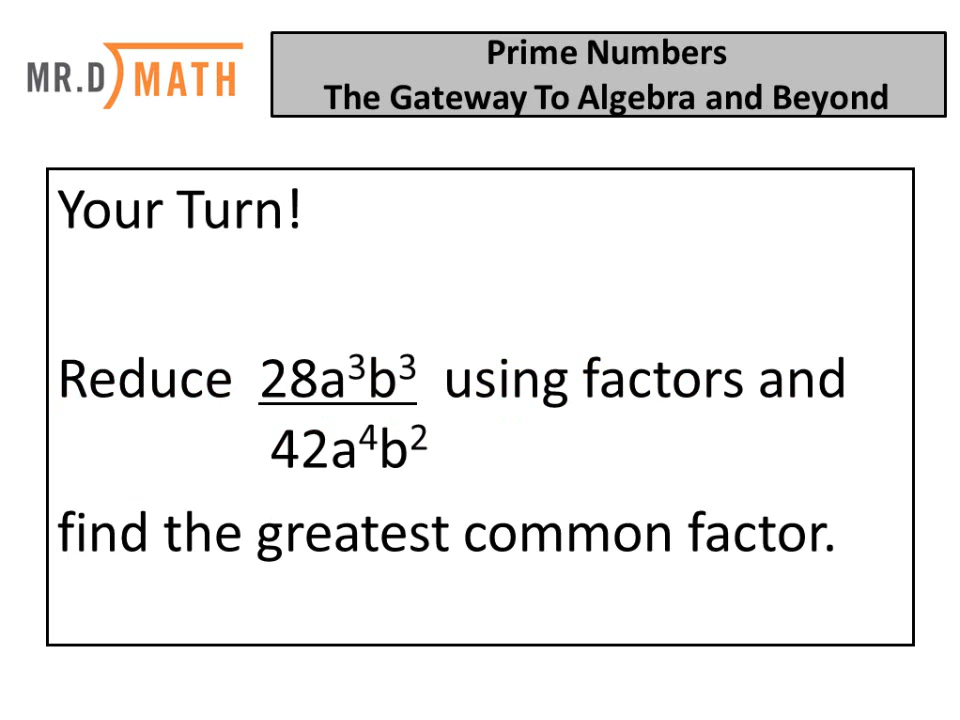 MR.D MATH
Prime Numbers
The Gateway To Algebra and Beyond
Your Turn!
Reduce 28a³b³ using factors and
42a⁴b²
find the greatest common factor.